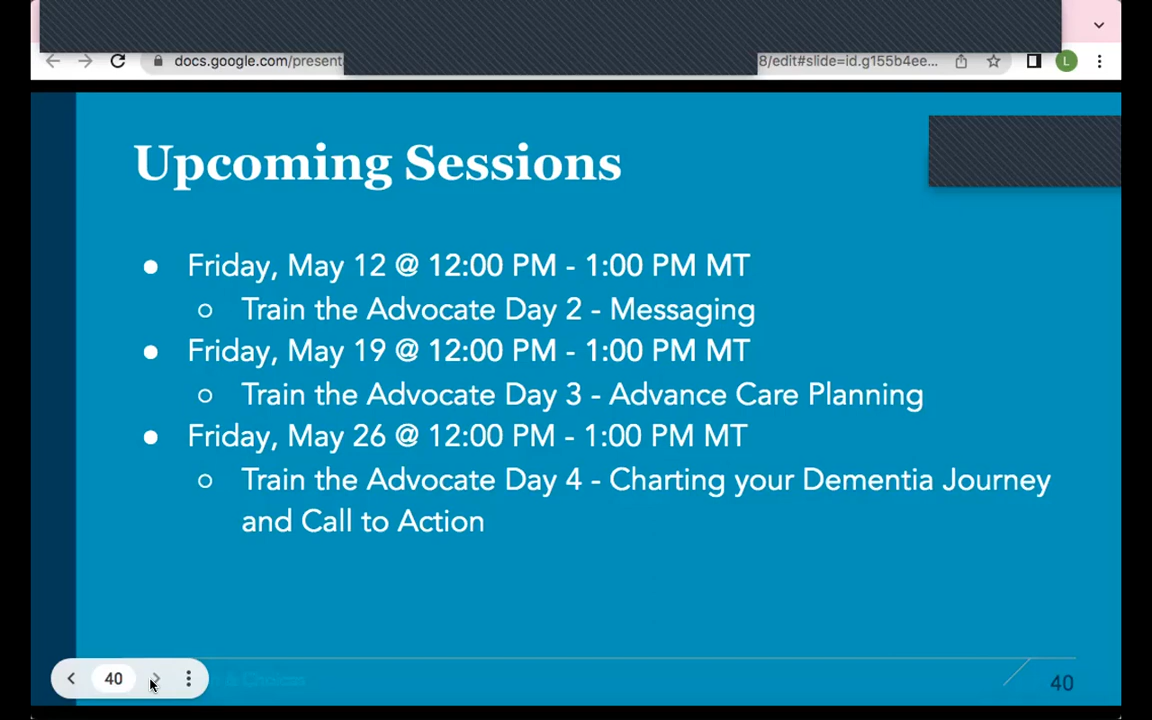 docs.google.com/present
8/edit#slide=id.g155b4ee...
L
Upcoming Sessions
● Friday, May 12 @ 12:00 PM - 1:00 PM MT
○ Train the Advocate Day 2 - Messaging
● Friday, May 19 @ 12:00 PM - 1:00 PM MT
○ Train the Advocate Day 3 - Advance Care Planning
● Friday, May 26 @ 12:00 PM - 1:00 PM MT
○ Train the Advocate Day 4 - Charting your Dementia Journey
and Call to Action
40
40